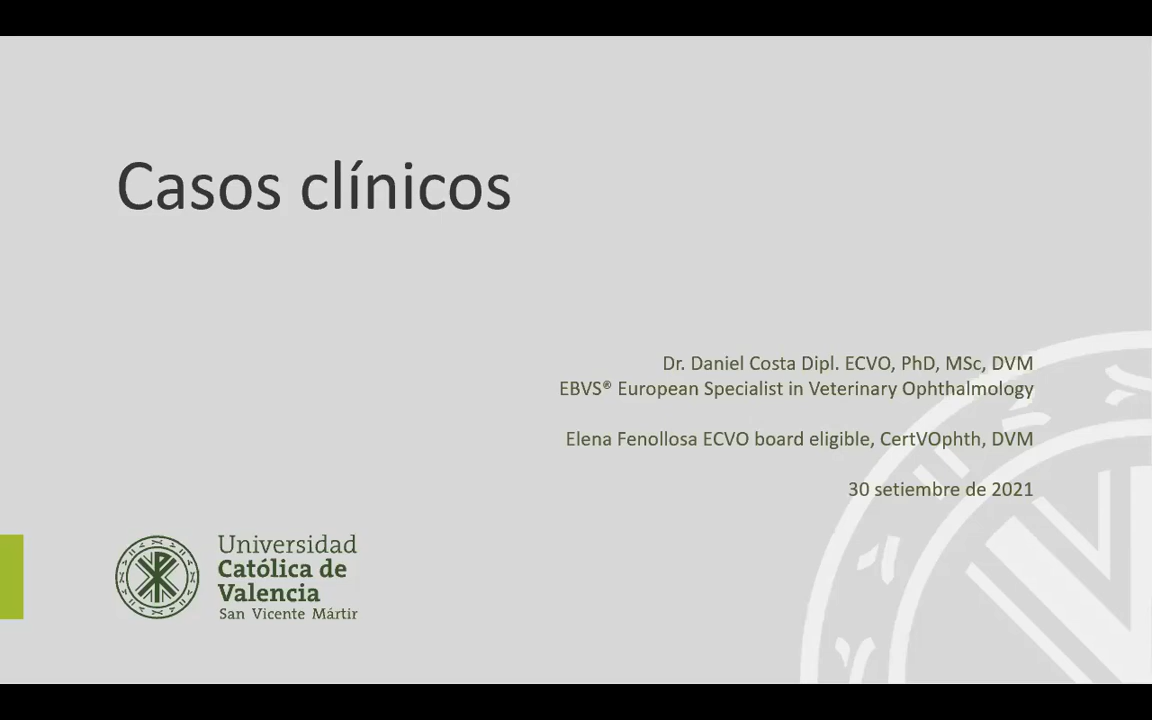 Casos clínicos
Dr. Daniel Costa Dipl. ECVO, PhD, MSc, DVM
EBVS® European Specialist in Veterinary Ophthalmology
Elena Fenollosa ECVO board eligible, CertVOphth, DVM
30 setiembre de 2021
Universidad
Católica de
Valencia
San Vicente Mártir